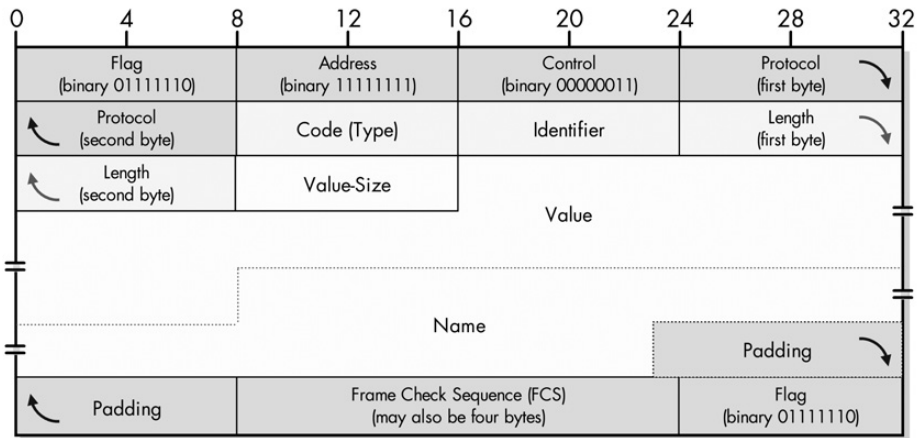 0 4 8 12 16 20 24 28 32
Flag
(binary 01111110)
Address
(binary 11111111)
Control
(binary 00000011)
Protocol
(first byte)
Protocol
(second byte)
Code (Type)
Identifier
Length
(first byte)
Length
(second byte)
Value-Size
Value
Name
Padding
Padding
Frame Check Sequence (FCS)
(may also be four bytes)
Flag
(binary 01111110)